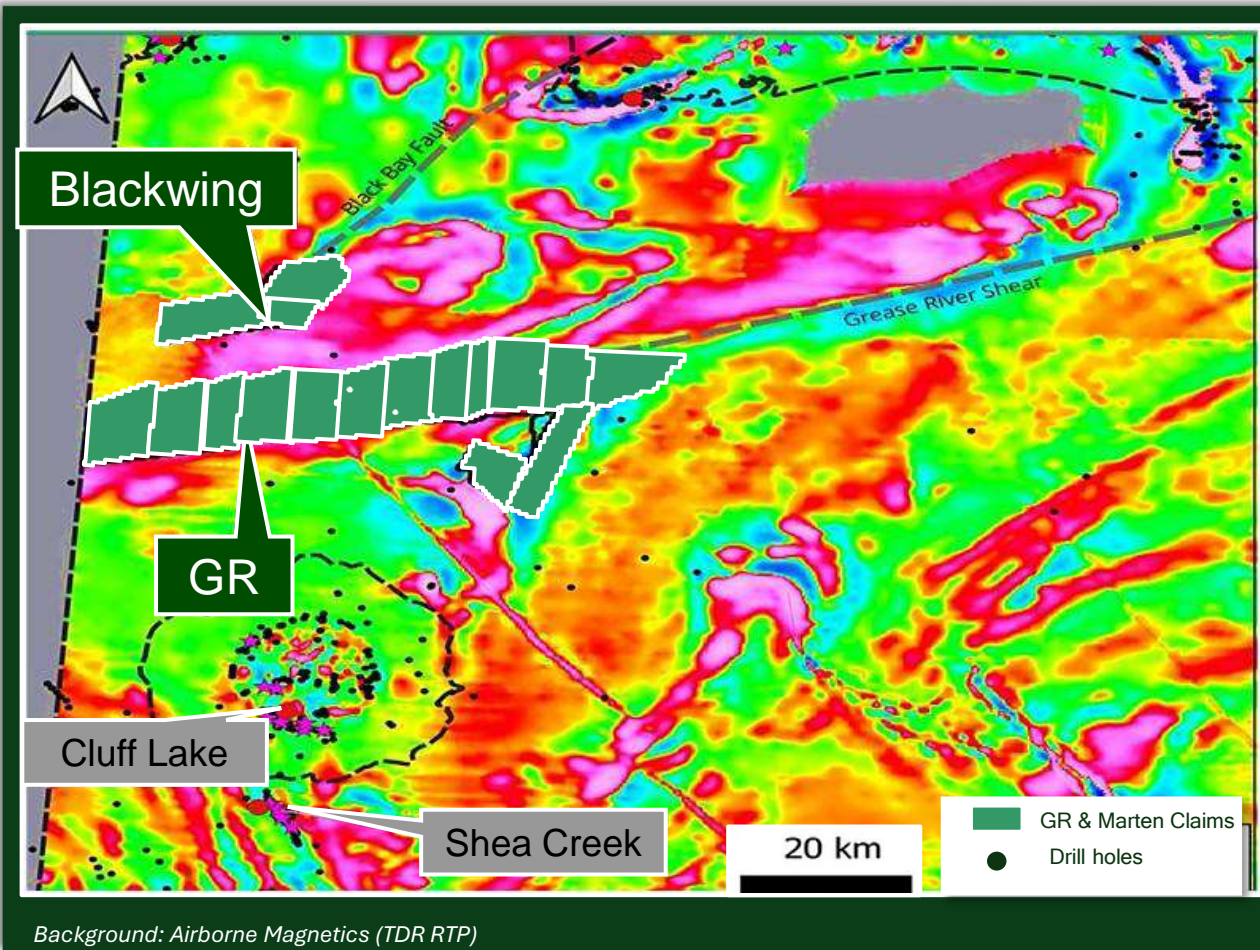 Blackwing
Black Bay Fault
Grease River Shear
GR
Cluff Lake
Shea Creek
20 km
GR & Marten Claims
Drill holes
Background: Airborne Magnetics (TDR RTP)